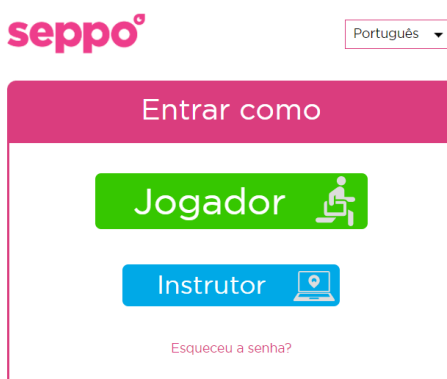 seppo
Português
Entrar como
Jogador
Instrutor
Esqueceu a senha?